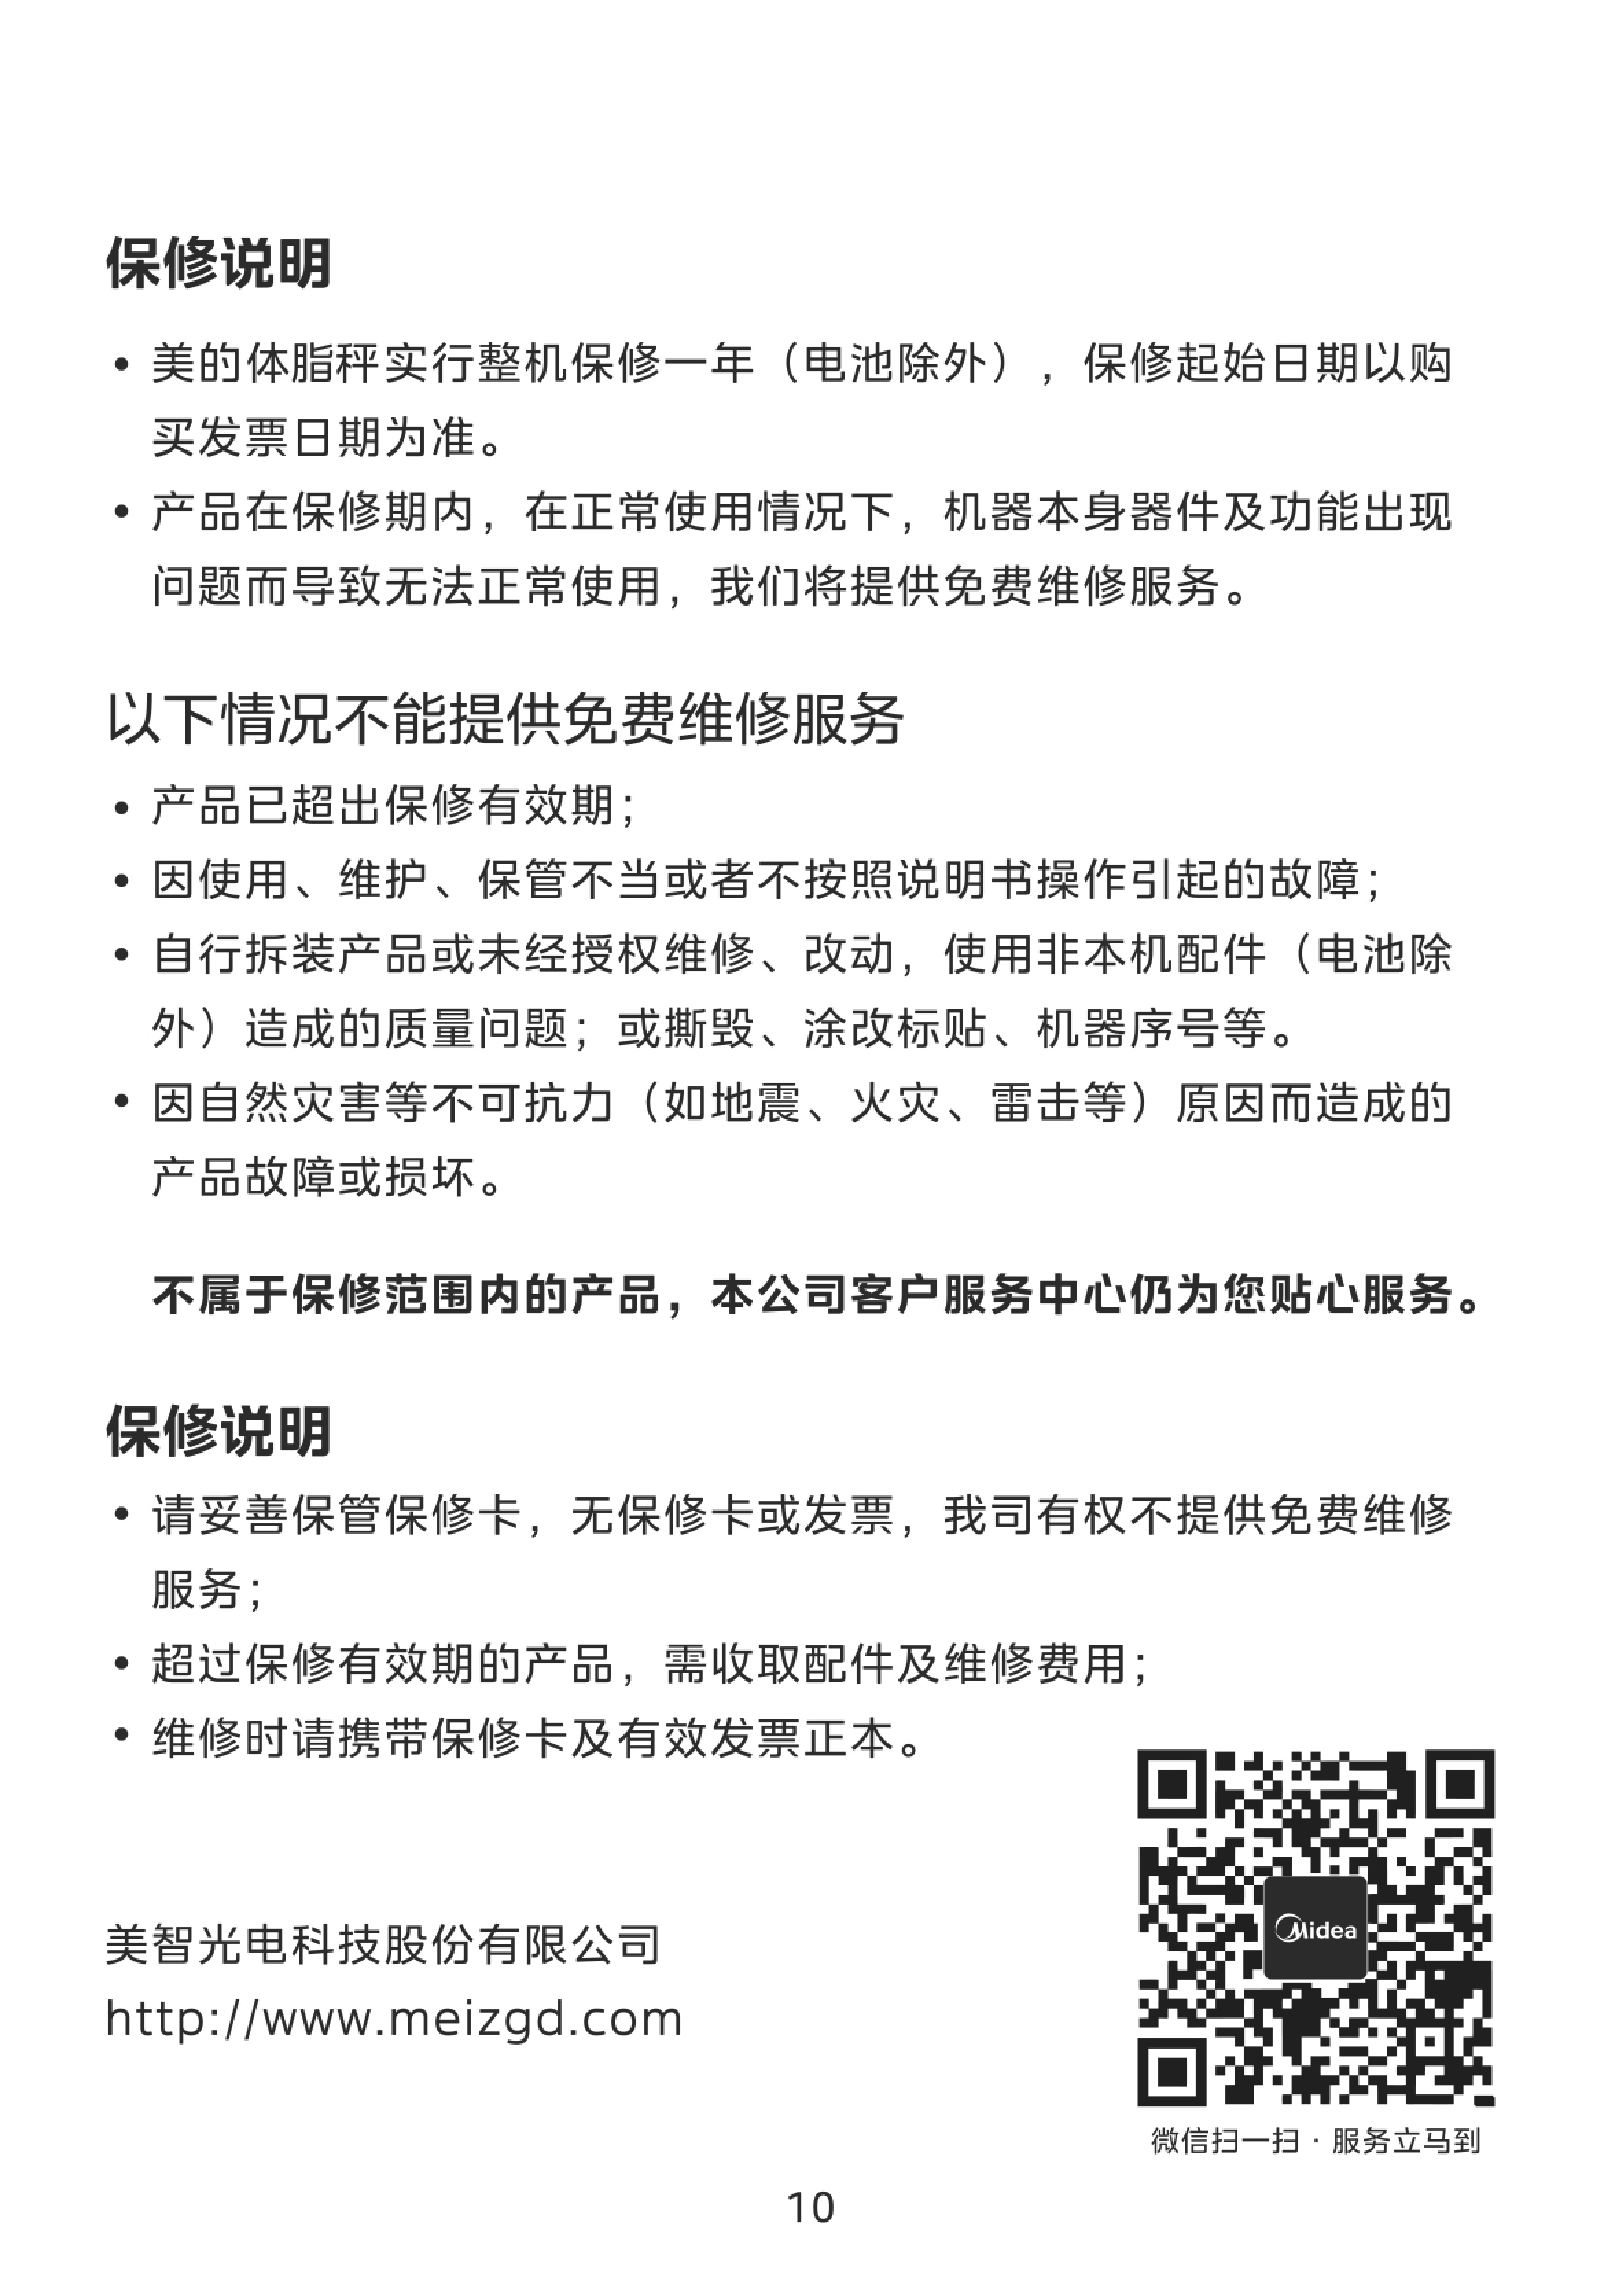 保修说明
• 美的体脂秤实行整机保修一年（电池除外），保修起始日期以购
买发票日期为准。
• 产品在保修期内，在正常使用情况下，机器本身器件及功能出现
问题而导致无法正常使用，我们将提供免费维修服务。
以下情况不能提供免费维修服务
• 产品已超出保修有效期；
• 因使用、维护、保管不当或者不按照说明书操作引起的故障；
• 自行拆装产品或未经授权维修、改动，使用非本机配件（电池除
外）造成的质量问题；或撕毁、涂改标贴、机器序号等。
• 因自然灾害等不可抗力（如地震、火灾、雷击等）原因而造成的
产品故障或损坏。
不属于保修范围内的产品，本公司客户服务中心仍为您贴心服务。
保修说明
• 请妥善保管保修卡，无保修卡或发票，我司有权不提供免费维修
服务；
• 超过保修有效期的产品，需收取配件及维修费用；
• 维修时请携带保修卡及有效发票正本。
美智光电科技股份有限公司
http://www.meizgd.com
Midea
微信扫一扫 · 服务立马到
10